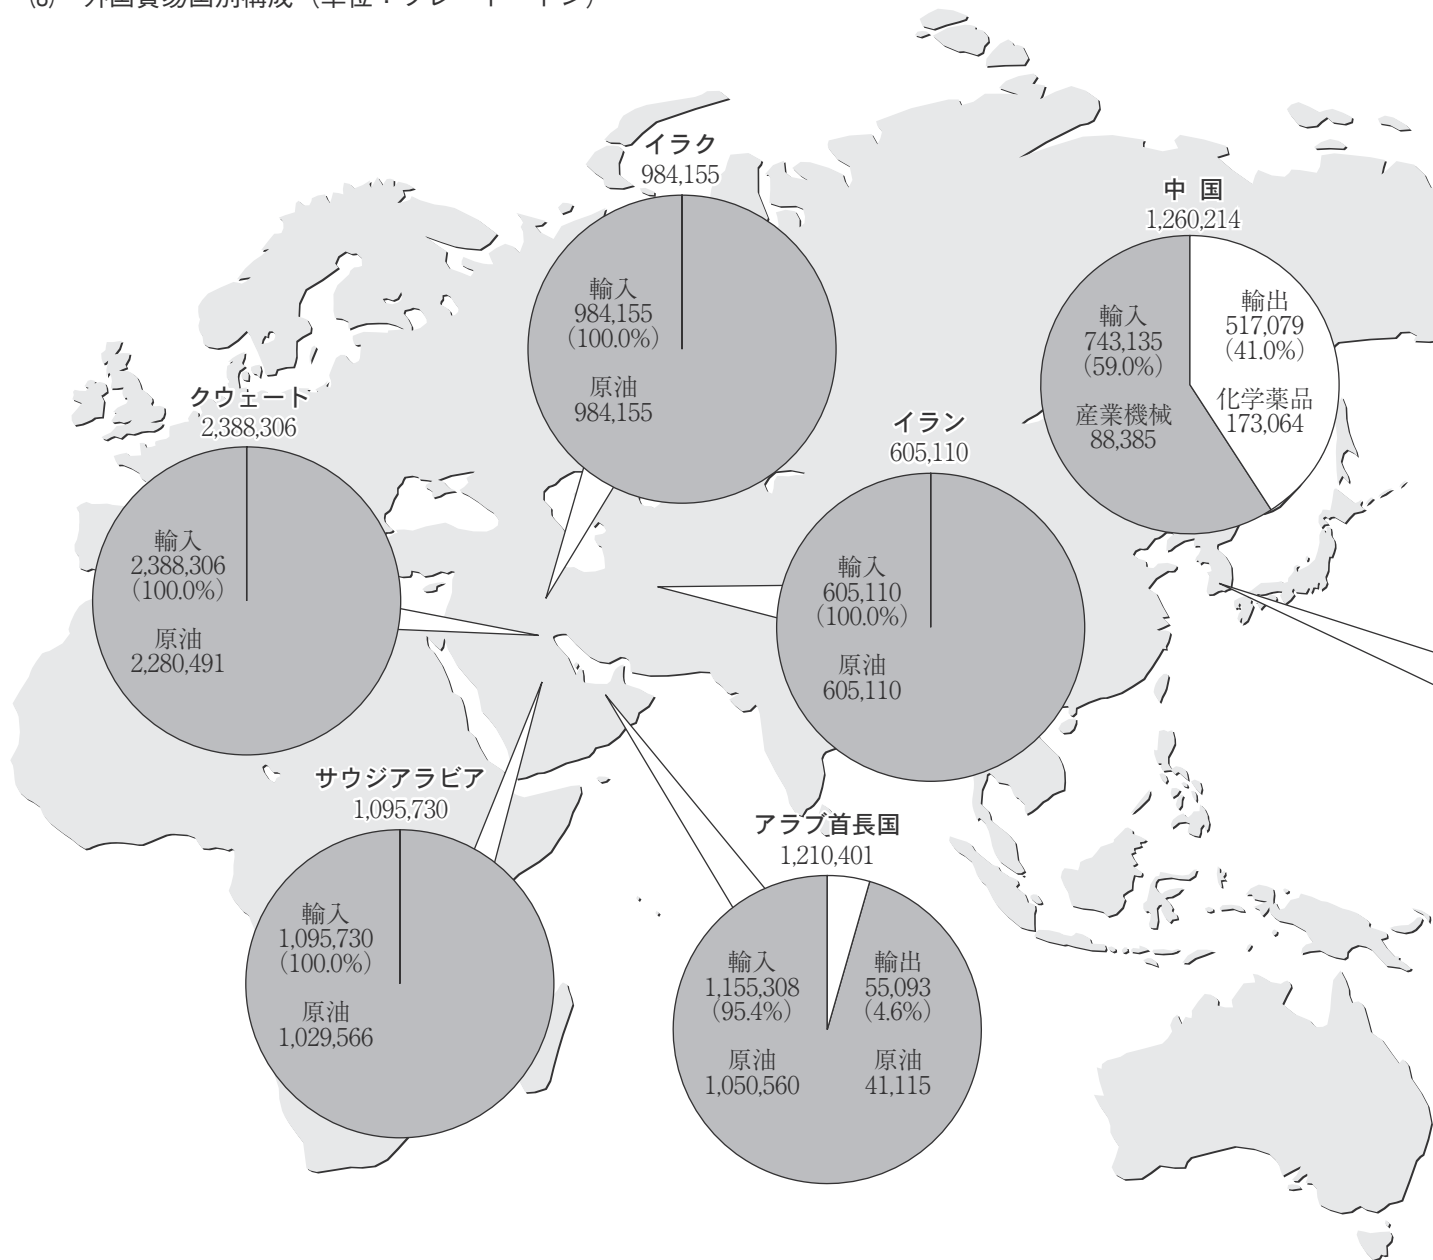 イラク
984,155
輸入
984,155
(100.0%)
原油
984,155
中 国
1,260,214
輸入
743,135
(59.0%)
産業機械
88,385
輸出
517,079
(41.0%)
化学薬品
173,064
クウェート
2,388,306
輸入
2,388,306
(100.0%)
原油
2,280,491
イラン
605,110
輸入
605,110
(100.0%)
原油
605,110
サウジアラビア
1,095,730
輸入
1,095,730
(100.0%)
原油
1,029,566
アラブ首長国
1,210,401
輸入
1,155,308
(95.4%)
原油
1,050,560
輸出
55,093
(4.6%)
原油
41,115